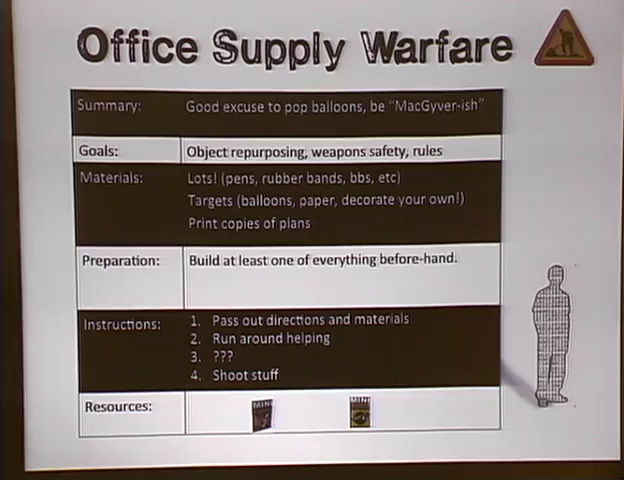 Office Supply Warfare
Summary: Good excuse to pop balloons, be "MacGyver-ish"
Goals: Object repurposing, weapons safety, rules
Materials: Lots! (pens, rubber bands, bbs, etc)
Targets (balloons, paper, decorate your own!)
Print copies of plans
Preparation: Build at least one of everything before-hand.
Instructions: 1. Pass out directions and materials
2. Run around helping
3. ???
4. Shoot stuff
Resources: MINI MINI